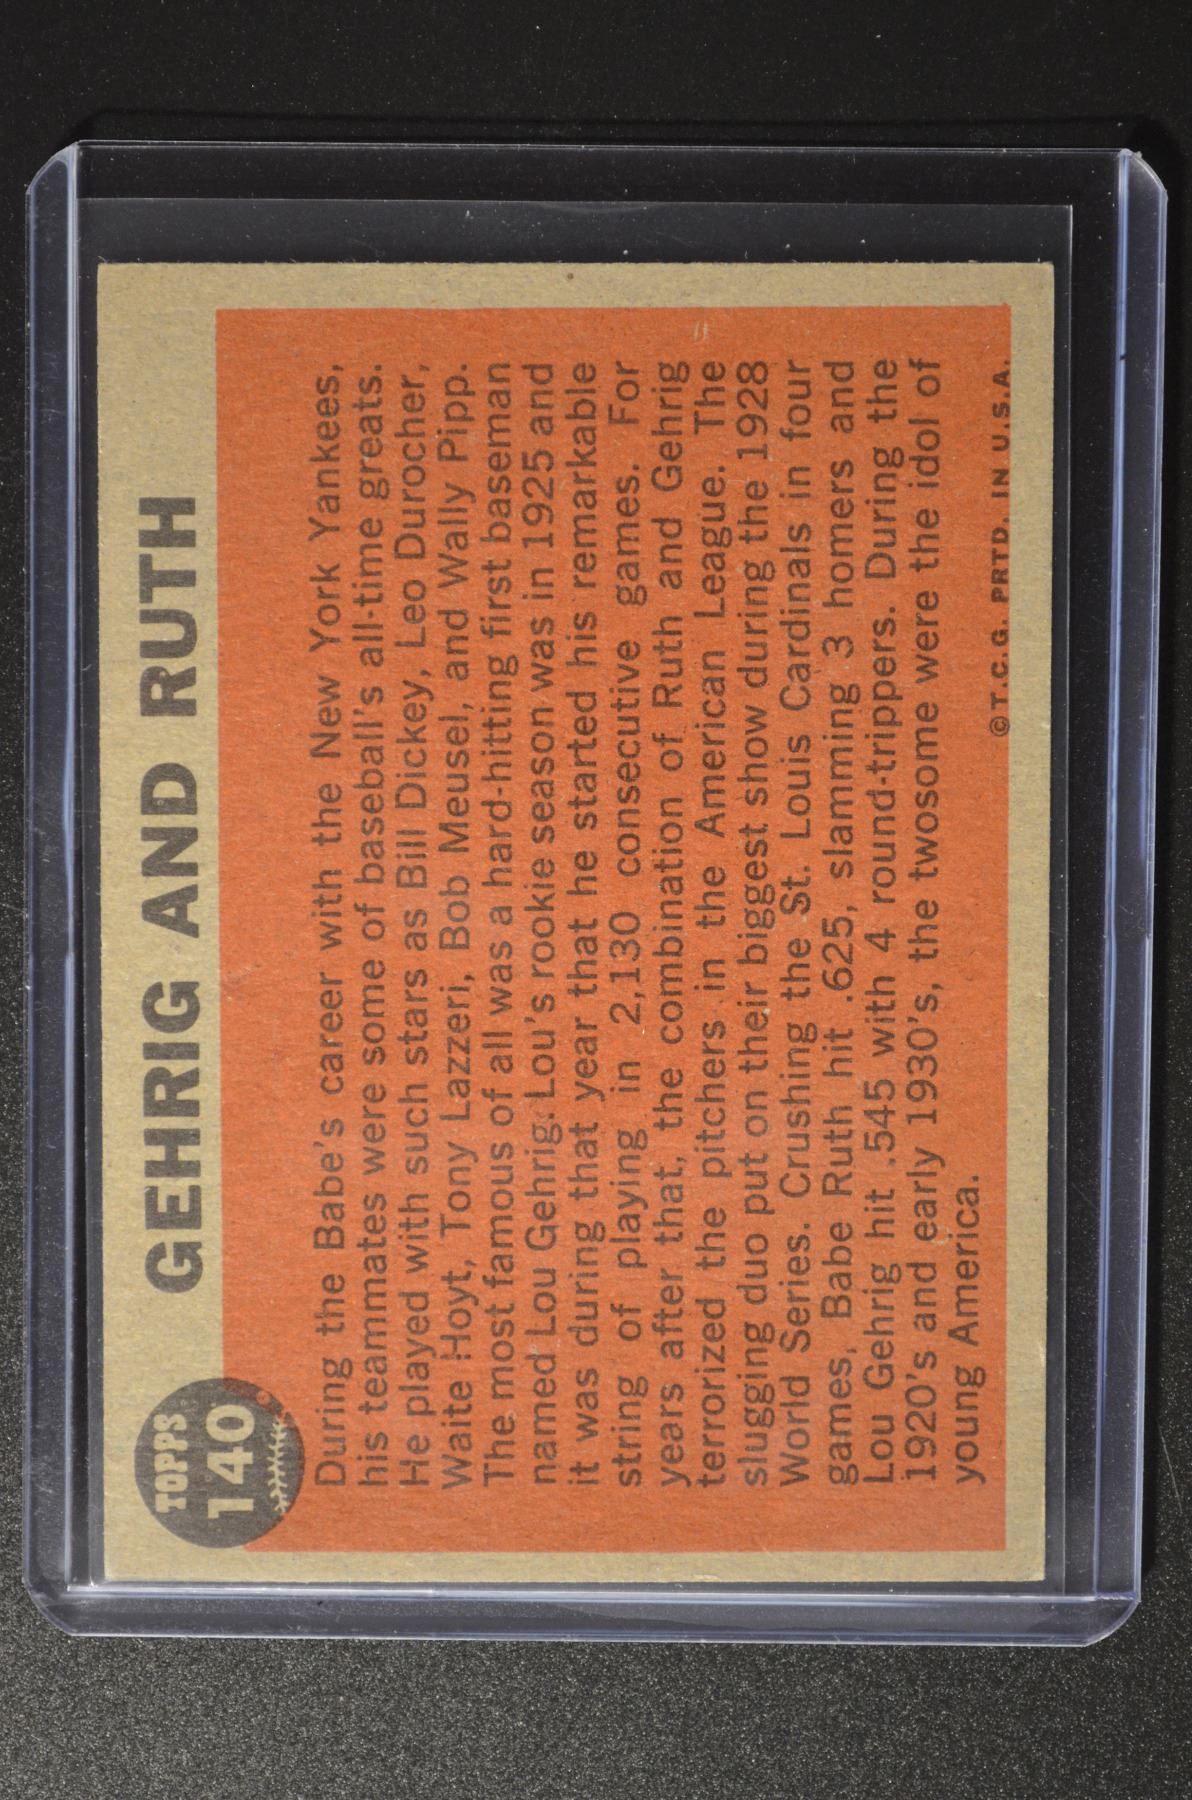 TOPPS
140
GEHRIG AND RUTH
During the Babe's career with the New York Yankees,
his teammates were some of baseball's all-time greats.
He played with such stars as Bill Dickey, Leo Durocher,
Waite Hoyt, Tony Lazzeri, Bob Meusel, and Wally Pipp.
The most famous of all was a hard-hitting first baseman
named Lou Gehrig. Lou's rookie season was in 1925 and
it was during that year that he started his remarkable
string of playing in 2,130 consecutive games. For
years after that, the combination of Ruth and Gehrig
terrorized the pitchers in the American League. The
slugging duo put on their biggest show during the 1928
World Series. Crushing the St. Louis Cardinals in four
games, Babe Ruth hit .625, slamming 3 homers and
Lou Gehrig hit .545 with 4 round-trippers. During the
1920's and early 1930's, the twosome were the idol of
young America.
©T.C.G. PRTD. IN U.S.A.